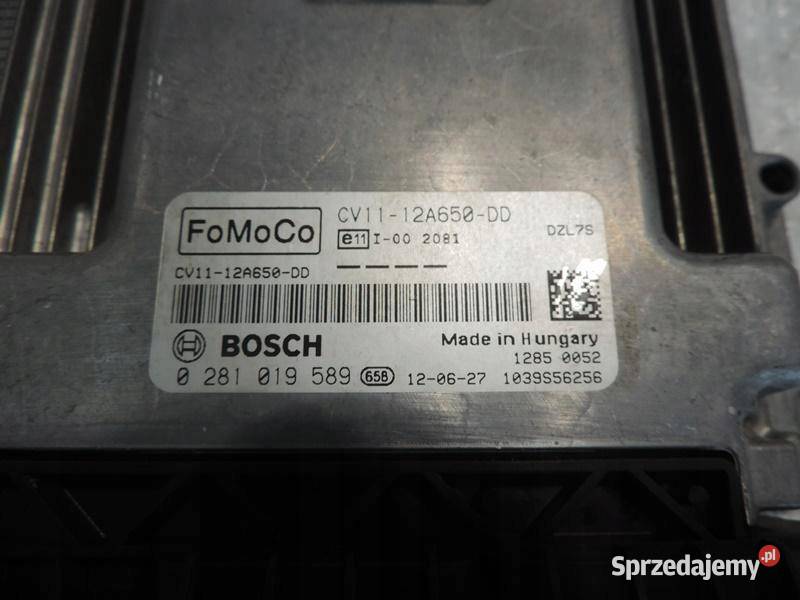 FoMoCo
CV11-12A650-DD
e11 I-00 2081
DZL7S
CV11-12A650-DD
BOSCH
Made in Hungary
1285 0052
0 281 019 589 65B 12-06-27 1039S56256
Sprzedajemy.pl